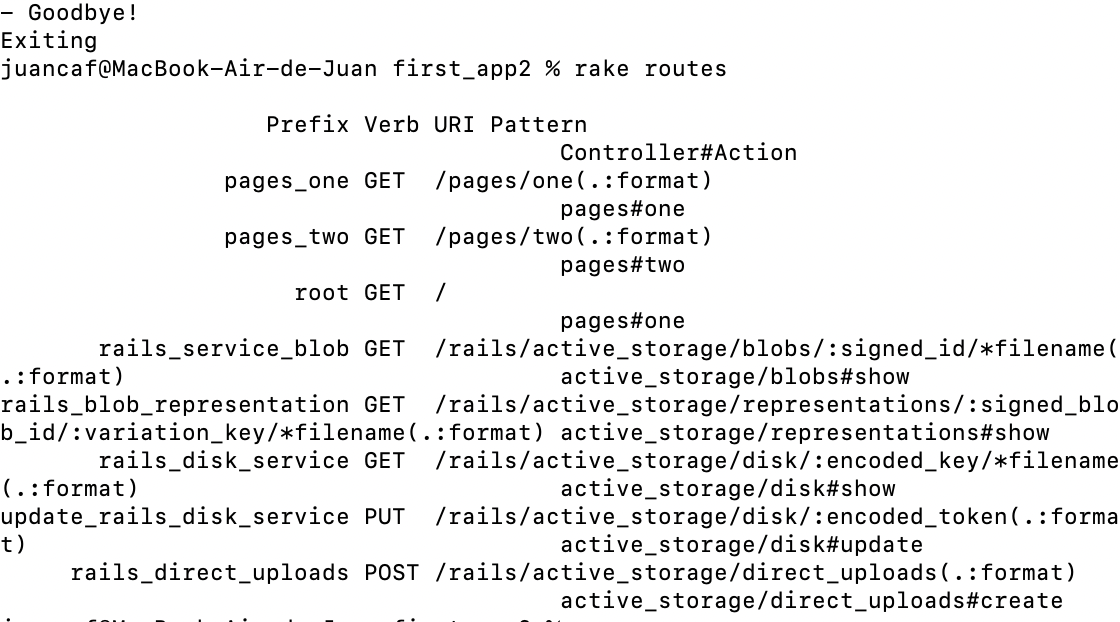 - Goodbye!
Exiting
juancaf@MacBook-Air-de-Juan first_app2 % rake routes
Prefix Verb URI Pattern
Controller#Action
pages_one GET /pages/one(.:format)
pages#one
pages_two GET /pages/two(.:format)
pages#two
root GET /
pages#one
rails_service_blob GET /rails/active_storage/blobs/:signed_id/*filename(
.:format) active_storage/blobs#show
rails_blob_representation GET /rails/active_storage/representations/:signed_blo
b_id/:variation_key/*filename(.:format) active_storage/representations#show
rails_disk_service GET /rails/active_storage/disk/:encoded_key/*filename
(.:format) active_storage/disk#show
update_rails_disk_service PUT /rails/active_storage/disk/:encoded_token(.:forma
t) active_storage/disk#update
rails_direct_uploads POST /rails/active_storage/direct_uploads(.:format)
active_storage/direct_uploads#create